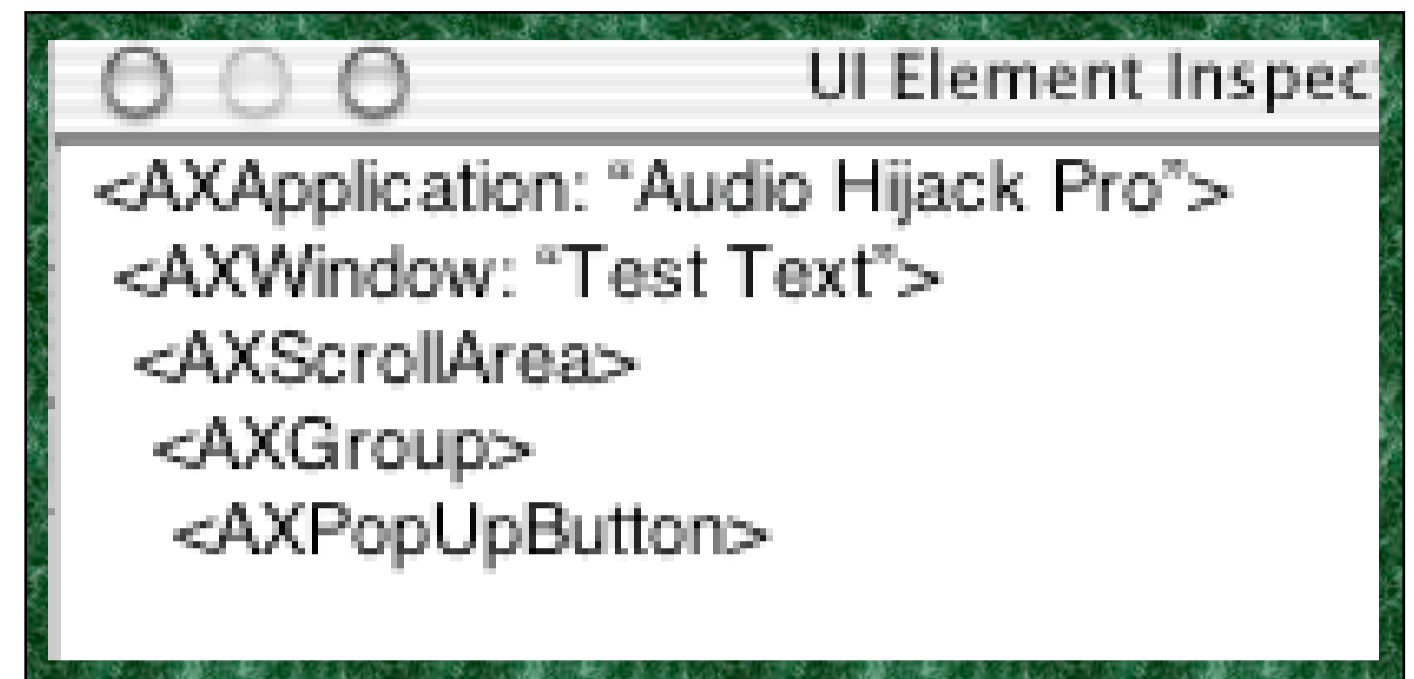 UI Element Inspec
<AXApplication: “Audio Hijack Pro”>
<AXWindow: “Test Text”>
<AXScrollArea>
<AXGroup>
<AXPopUpButton>